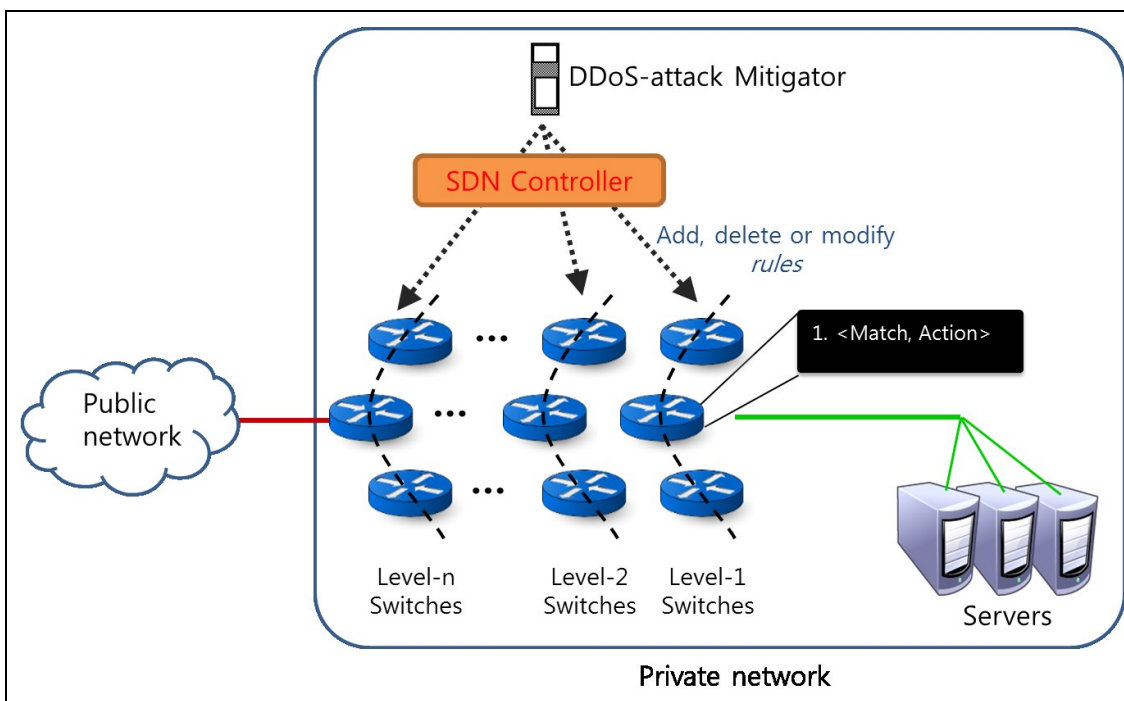 DDoS-attack Mitigator
SDN Controller
Add, delete or modify
rules
1. <Match, Action>
...
...
Public
network
...
...
...
...
Level-n
Switches
Level-2
Switches
Level-1
Switches
Servers
Private network